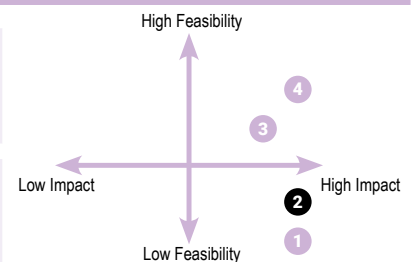 High Feasibility
4
3
Low Impact
High Impact
2
1
Low Feasibility